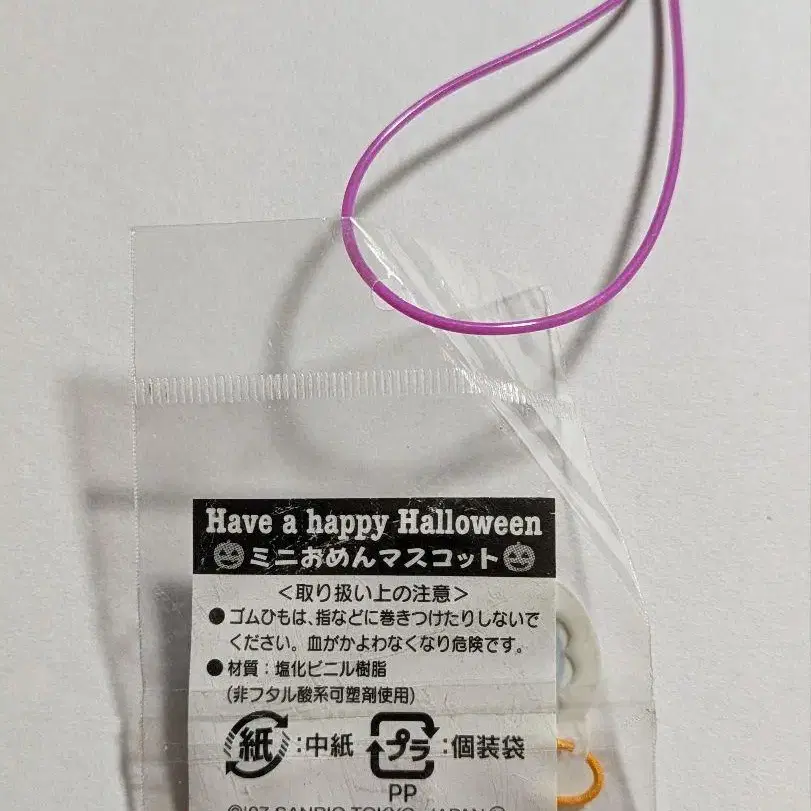 Have a happy Halloween
ミニおめんマスコット
<取り扱い上の注意>
●ゴムひもは、指などに巻きつけたりしないで
ください。血がかよわなくなり危険です。
●材質：塩化ビニル樹脂
(非フタル酸系可塑剤使用)
紙：中紙 プラ：個装袋
PP
©'07 SANRIO TOKYO, JAPAN